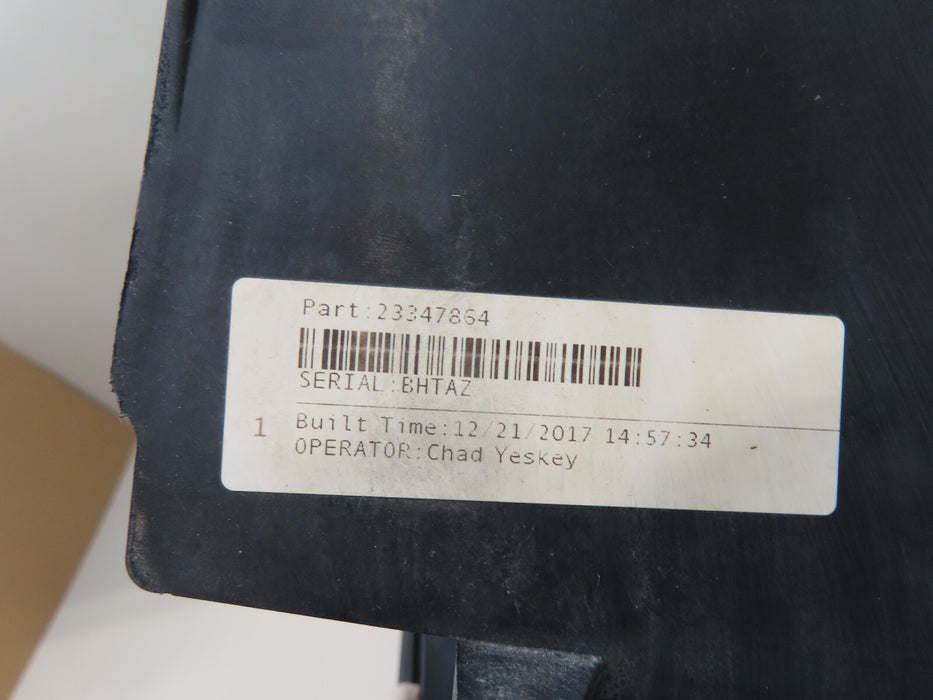 Part:23347864
SERIAL:BHTAZ
1
Built Time:12/21/2017 14:57:34
OPERATOR:Chad Yeskey